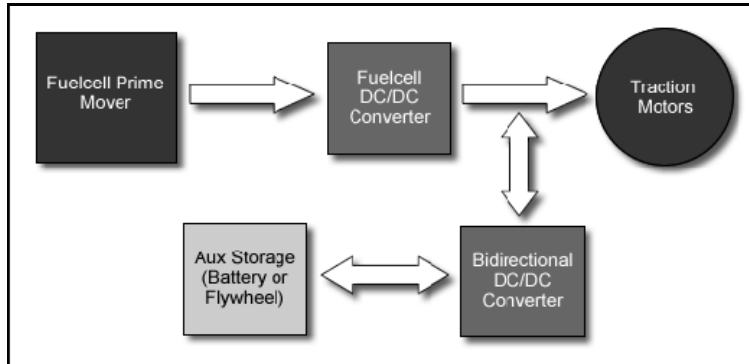 Fuelcell Prime
Mover
Fuelcell
DC/DC
Converter
Traction
Motors
Aux Storage
(Battery or
Flywheel)
Bidirectional
DC/DC
Converter